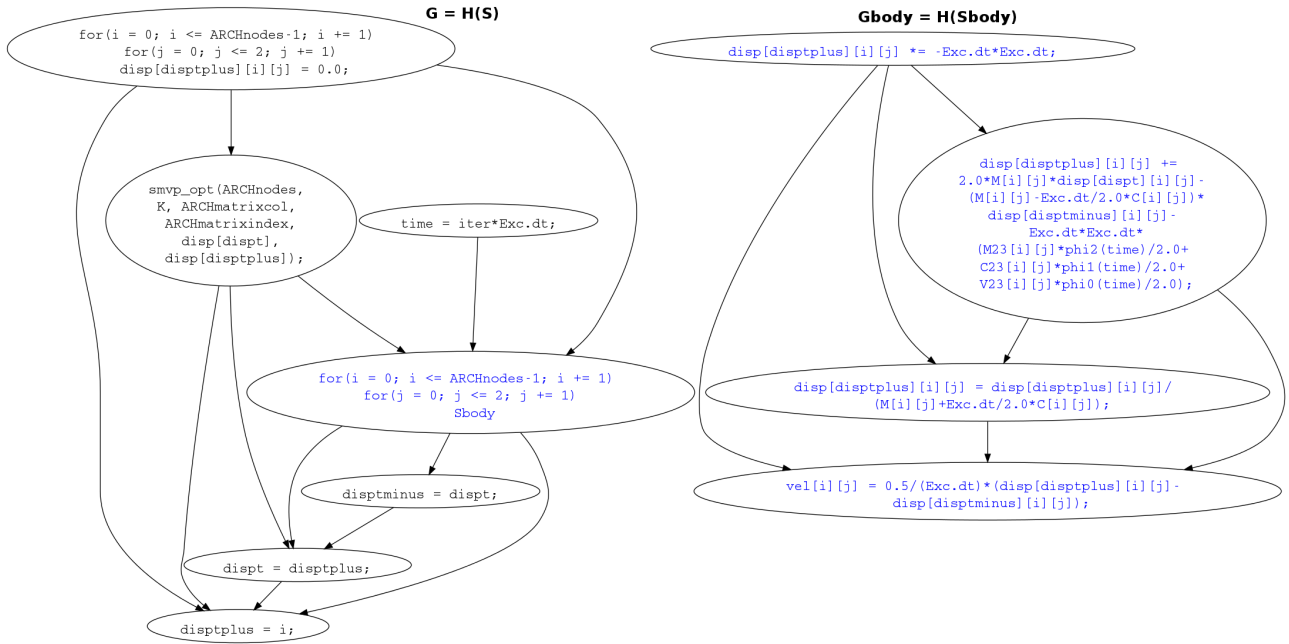 G = H(S)
for(i = 0; i <= ARCHnodes-1; i += 1)
for(j = 0; j <= 2; j += 1)
disp[disptplus][i][j] = 0.0;
smvp_opt(ARCHnodes,
K, ARCHmatrixcol,
ARCHmatrixindex,
disp[dispt],
disp[disptplus]);
time = iter*Exc.dt;
for(i = 0; i <= ARCHnodes-1; i += 1)
for(j = 0; j <= 2; j += 1)
Sbody
disptminus = dispt;
dispt = disptplus;
disptplus = i;
Gbody = H(Sbody)
disp[disptplus][i][j] *= -Exc.dt*Exc.dt;
disp[disptplus][i][j] +=
2.0*M[i][j]*disp[dispt][i][j]-
(M[i][j]-Exc.dt/2.0*C[i][j])*
disp[disptminus][i][j]-
Exc.dt*Exc.dt*
(M23[i][j]*phi2(time)/2.0+
C23[i][j]*phi1(time)/2.0+
V23[i][j]*phi0(time)/2.0);
disp[disptplus][i][j] = disp[disptplus][i][j]/
(M[i][j]+Exc.dt/2.0*C[i][j]);
vel[i][j] = 0.5/(Exc.dt)*(disp[disptplus][i][j]-
disp[disptminus][i][j]);